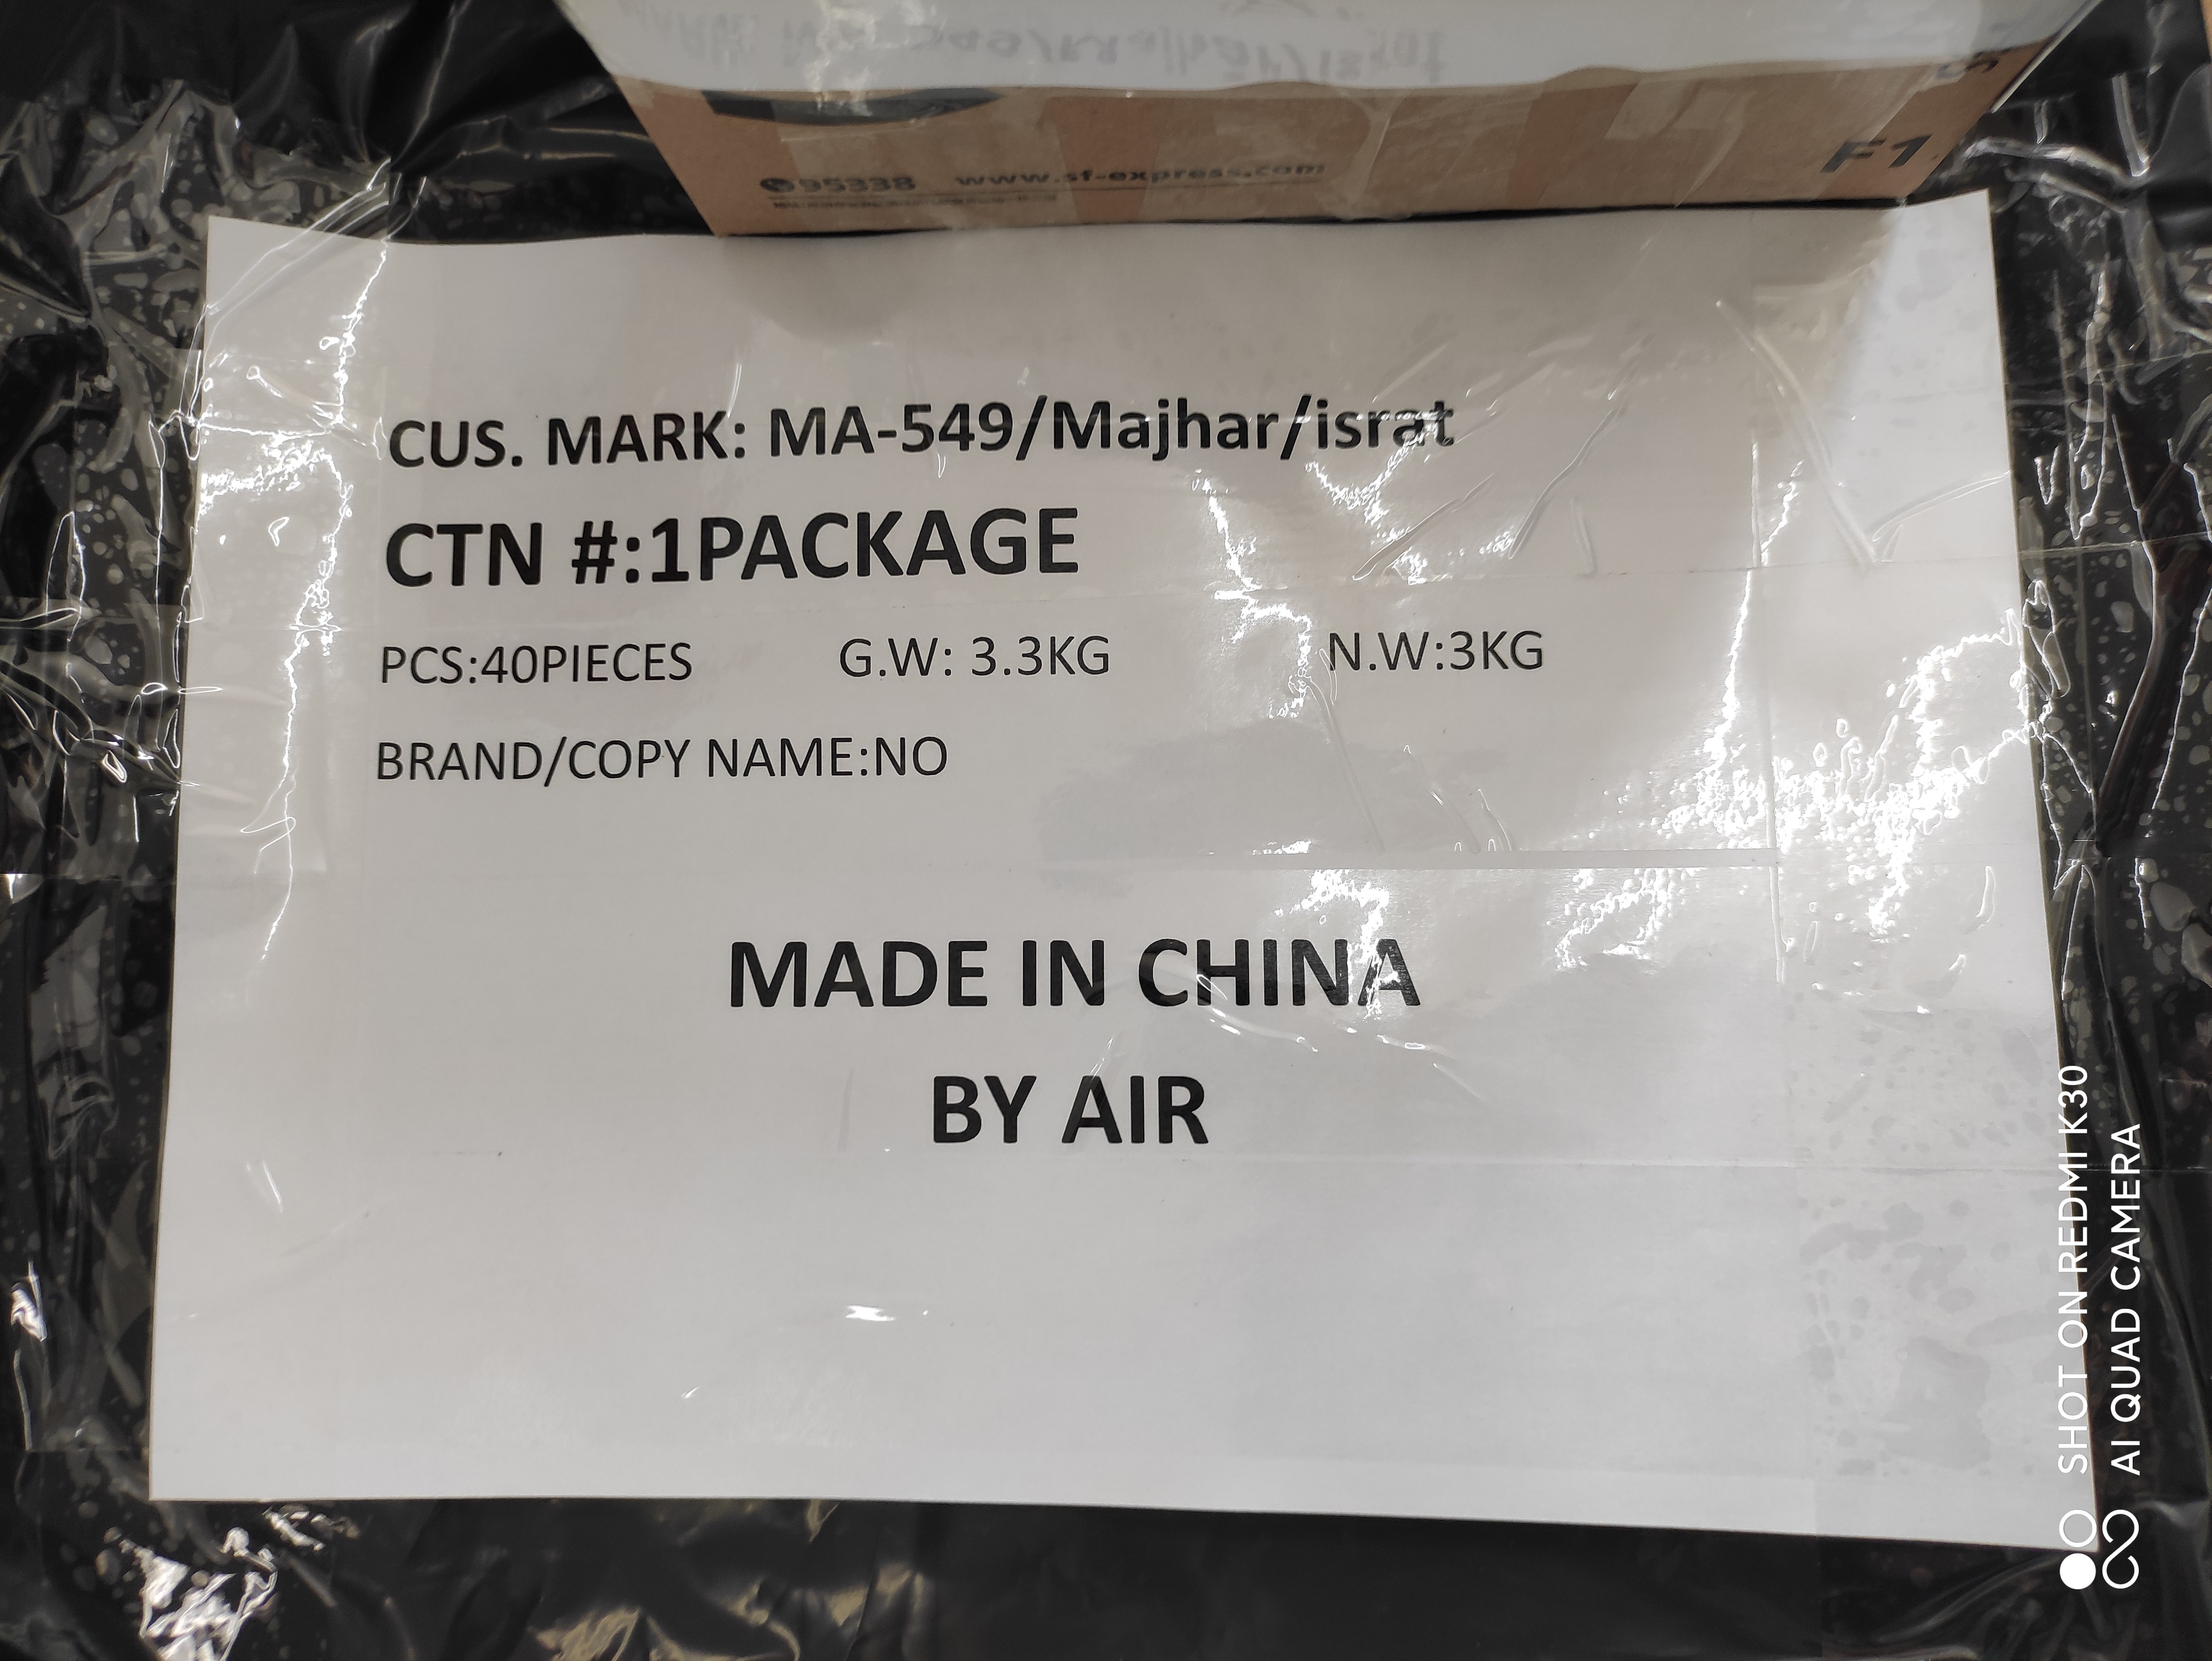 95338 www.sf-express.com
F1
CUS. MARK: MA-549/Majhar/israt
CTN #:1PACKAGE
PCS:40PIECES G.W: 3.3KG N.W:3KG
BRAND/COPY NAME:NO
MADE IN CHINA
BY AIR
SHOT ON REDMI K30
AI QUAD CAMERA